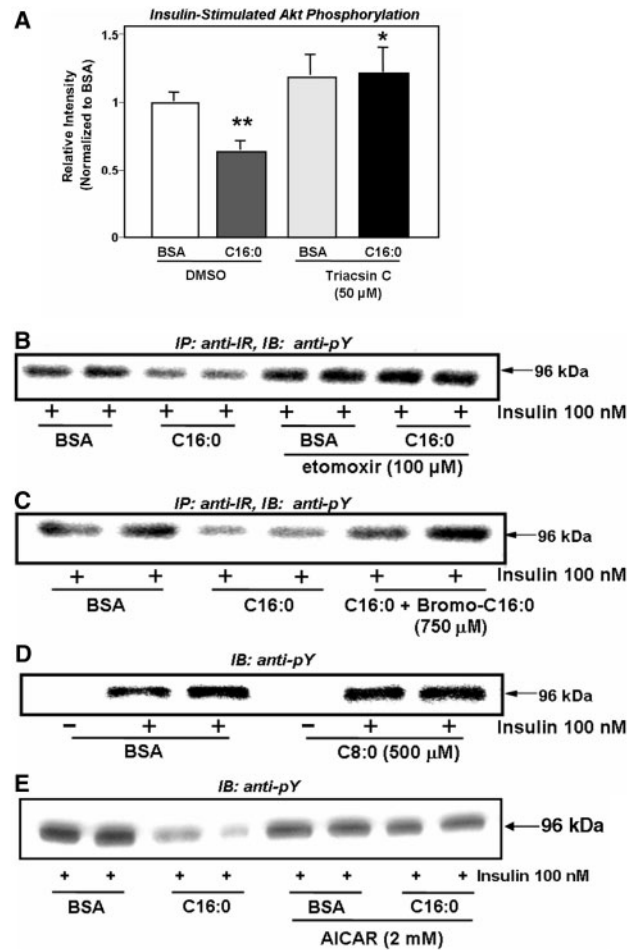 A
Insulin-Stimulated Akt Phosphorylation
Relative Intensity
(Normalized to BSA)
1.5
1
0.5
0
**
*
BSA C16:0 BSA C16:0
DMSO Triacsin C
(50 µM)
B
IP: anti-IR, IB: anti-pY
96 kDa
+ + + + + + + + Insulin 100 nM
BSA C16:0 BSA C16:0
etomoxir (100 µM)
C
IP: anti-IR, IB: anti-pY
96 kDa
+ + + + + + Insulin 100 nM
BSA C16:0 C16:0 + Bromo-C16:0
(750 µM)
D
IB: anti-pY
96 kDa
− + + − + + Insulin 100 nM
BSA C8:0 (500 µM)
E
IB: anti-pY
96 kDa
+ + + + + + + + Insulin 100 nM
BSA C16:0 BSA C16:0
AICAR (2 mM)